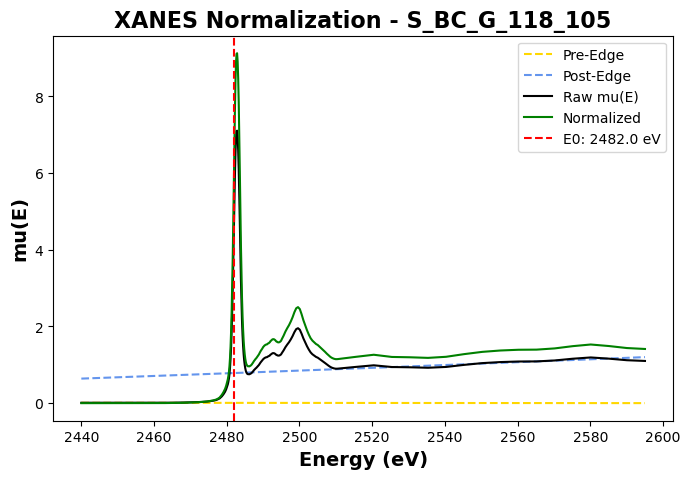 XANES Normalization - S_BC_G_118_105
Pre-Edge
Post-Edge
Raw mu(E)
Normalized
E0: 2482.0 eV
mu(E)
8
6
4
2
0
2440 2460 2480 2500 2520 2540 2560 2580 2600
Energy (eV)